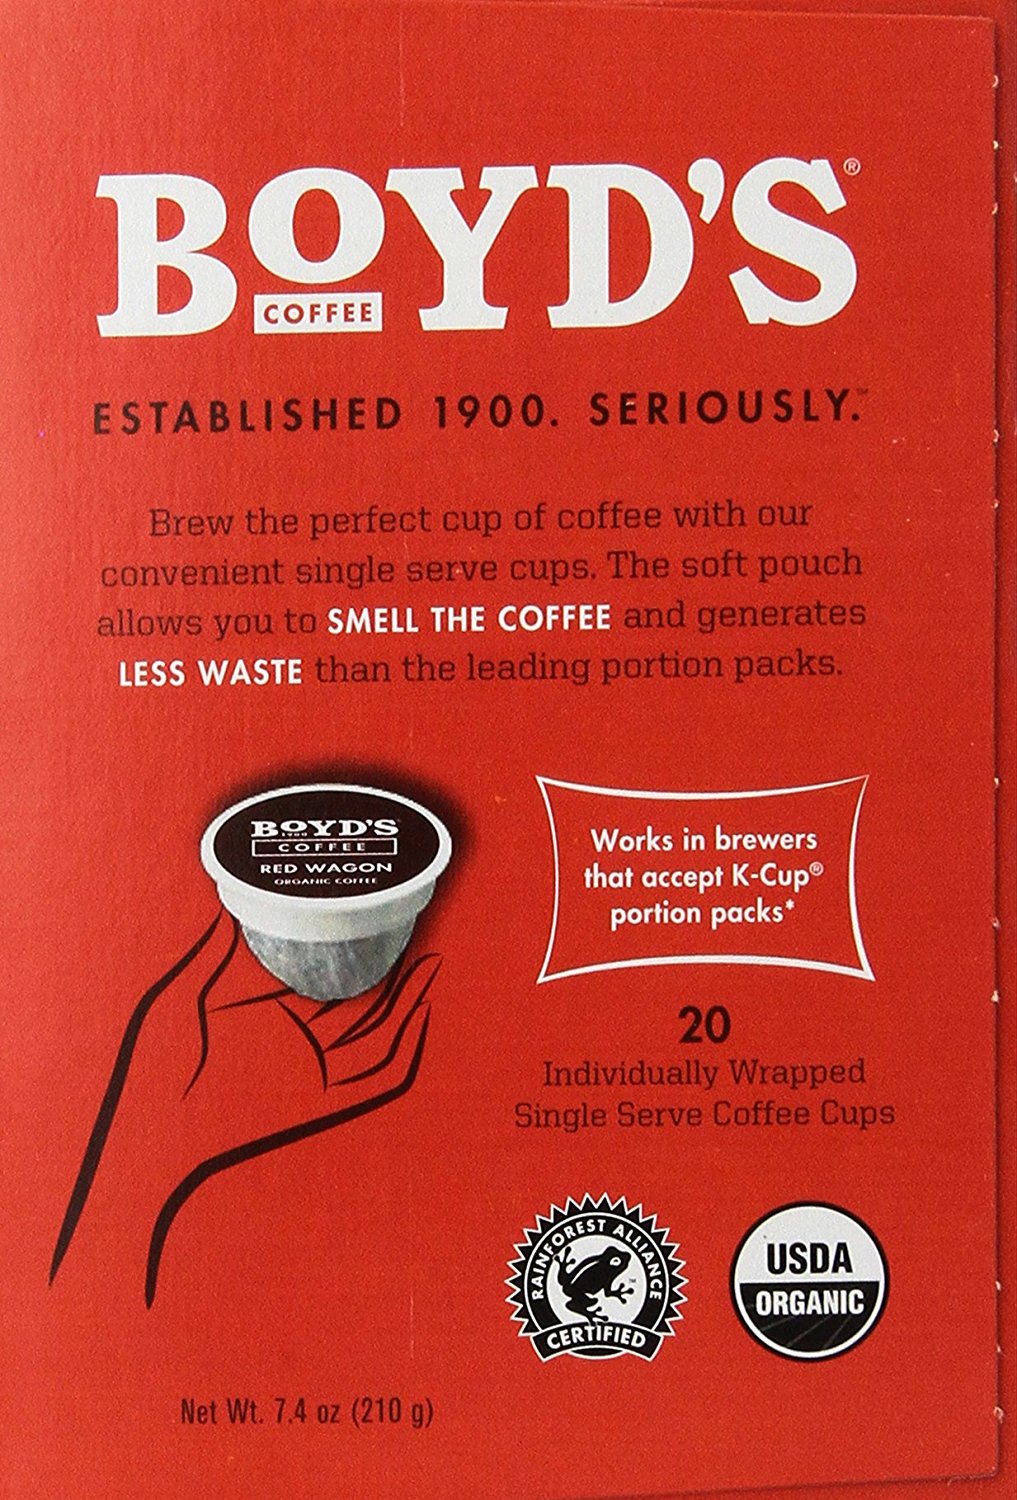 BOYD'S®
COFFEE
ESTABLISHED 1900. SERIOUSLY.™
Brew the perfect cup of coffee with our
convenient single serve cups. The soft pouch
allows you to SMELL THE COFFEE and generates
LESS WASTE than the leading portion packs.
BOYD'S
1900
COFFEE
RED WAGON
ORGANIC COFFEE
Works in brewers
that accept K-Cup®
portion packs*
20
Individually Wrapped
Single Serve Coffee Cups
RAINFOREST ALLIANCE
CERTIFIED
USDA
ORGANIC
Net Wt. 7.4 oz (210 g)